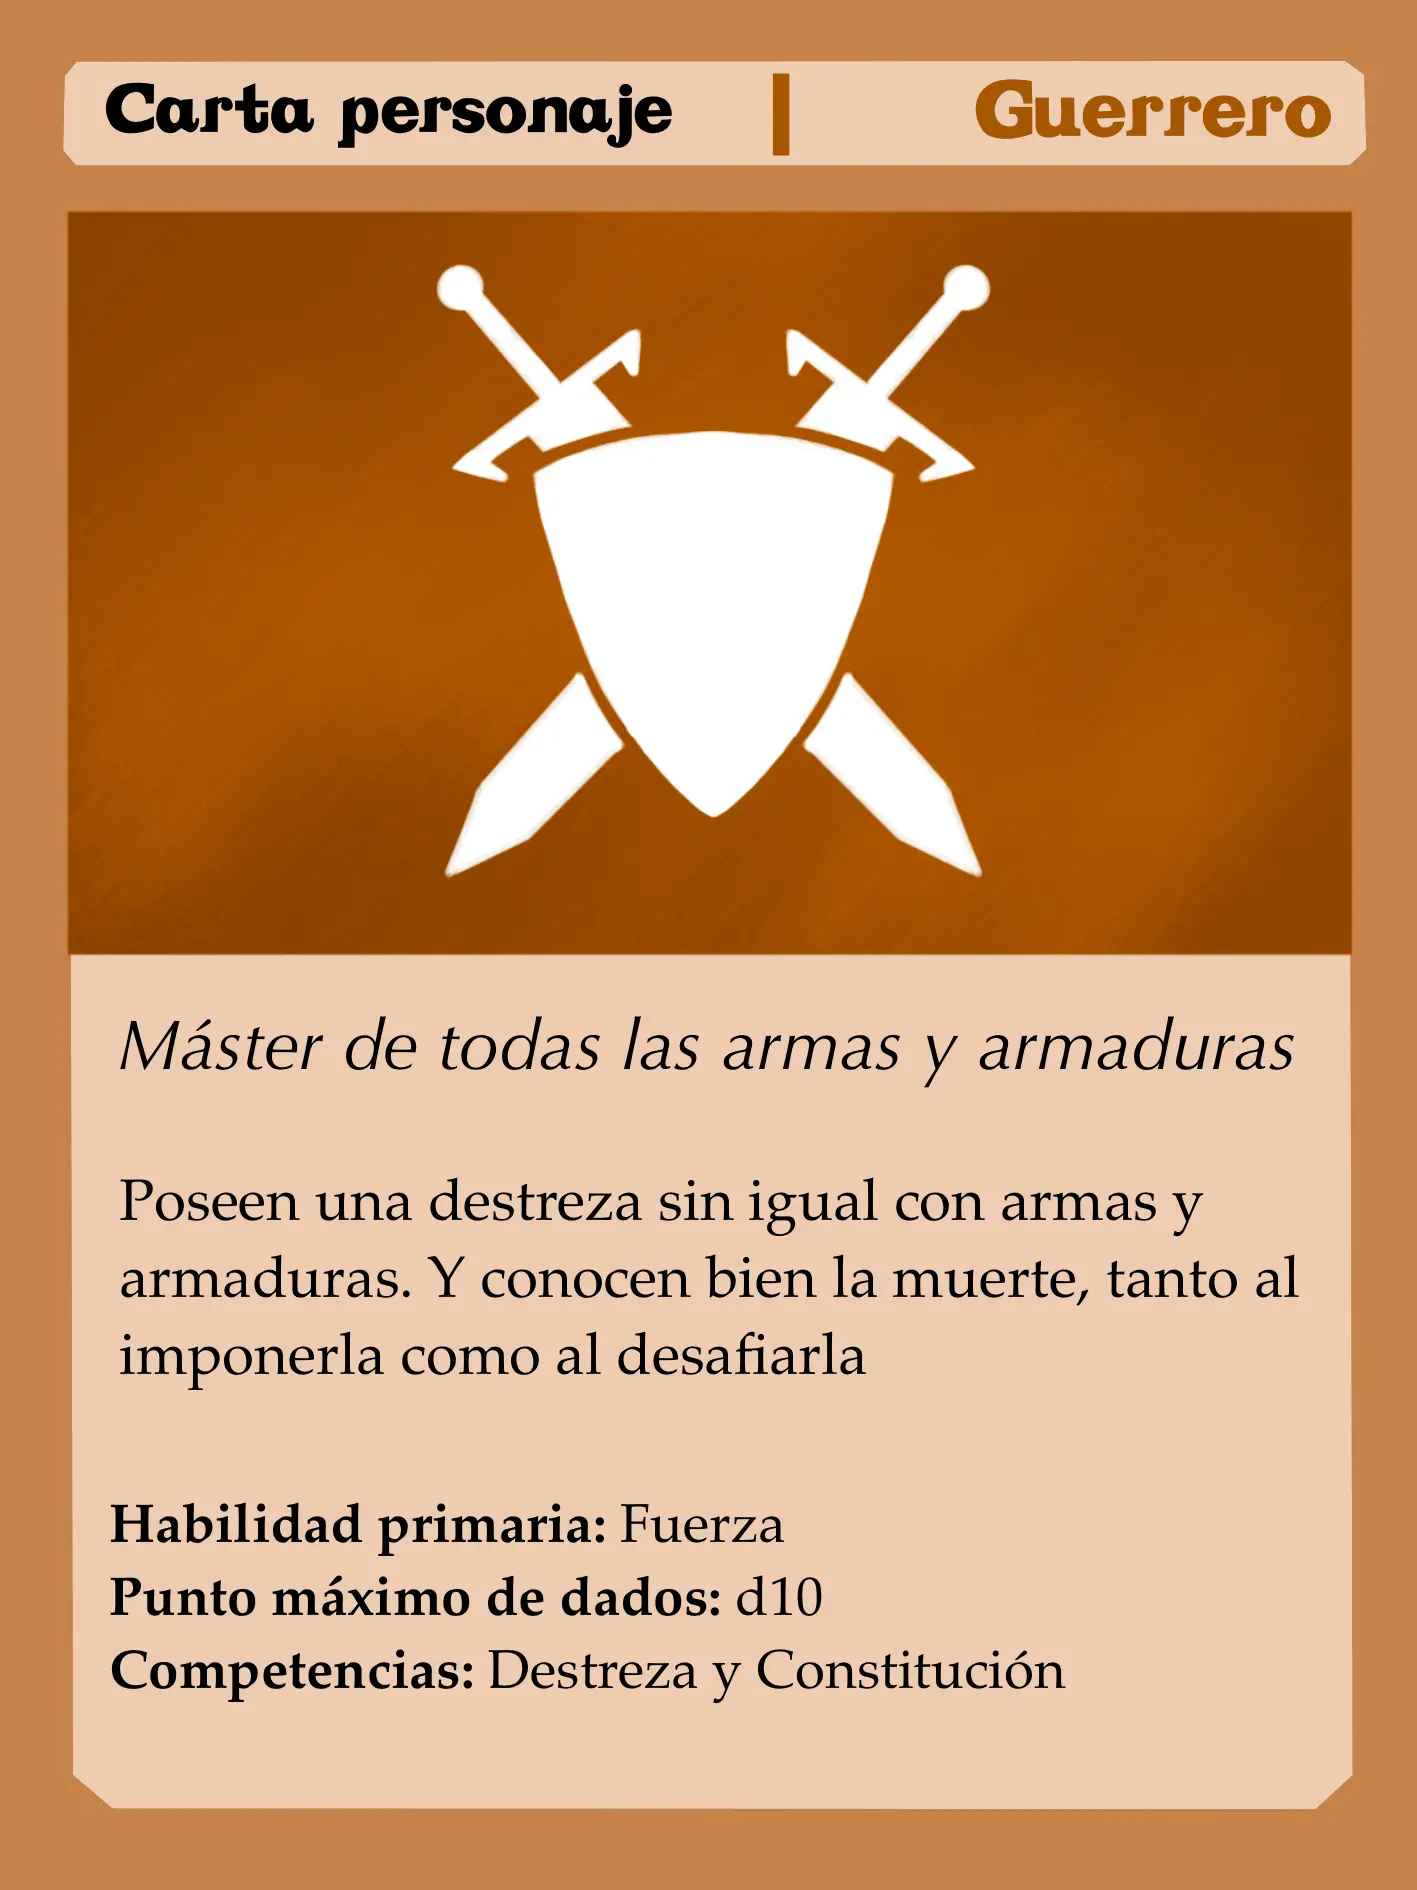 Carta personaje | Guerrero
Máster de todas las armas y armaduras
Poseen una destreza sin igual con armas y
armaduras. Y conocen bien la muerte, tanto al
imponerla como al desafiarla
Habilidad primaria: Fuerza
Punto máximo de dados: d10
Competencias: Destreza y Constitución